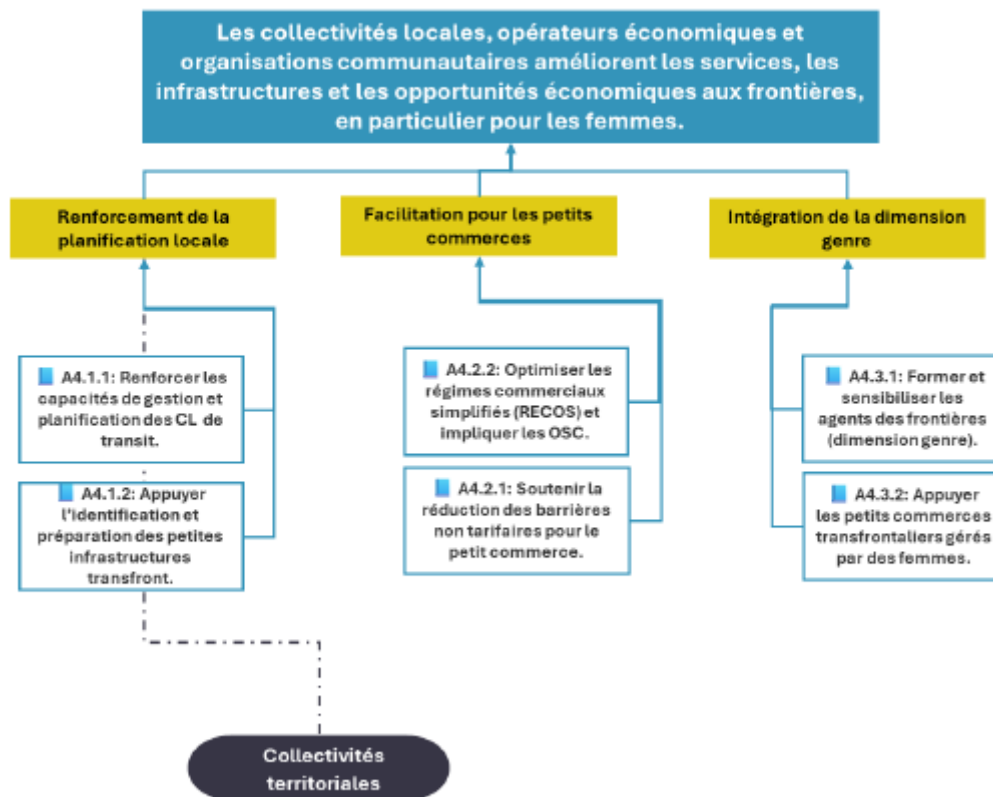 Les collectivités locales, opérateurs économiques et
organisations communautaires améliorent les services, les
infrastructures et les opportunités économiques aux frontières,
en particulier pour les femmes.
Renforcement de la
planification locale
Facilitation pour les petits
commerces
Intégration de la dimension
genre
A4.1.1: Renforcer les
capacités de gestion et
planification des CL de
transit.
A4.1.2: Appuyer
l'identification et
préparation des petites
infrastructures
transfront.
A4.2.2: Optimiser les
régimes commerciaux
simplifiés (RECOS) et
impliquer les OSC.
A4.2.1: Soutenir la
réduction des barrières
non tarifaires pour le
petit commerce.
A4.3.1: Former et
sensibiliser les
agents des frontières
(dimension genre).
A4.3.2: Appuyer
les petits commerces
transfrontaliers gérés
par des femmes.
Collectivités
territoriales